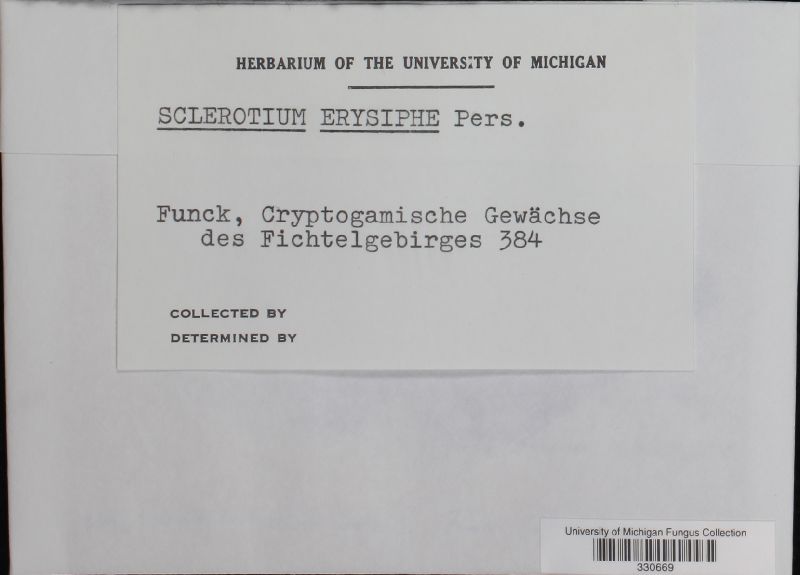 HERBARIUM OF THE UNIVERSITY OF MICHIGAN
SCLEROTIUM ERYSIPHE Pers.
Funck, Cryptogamische Gewächse
des Fichtelgebirges 384
COLLECTED BY
DETERMINED BY
University of Michigan Fungus Collection
330669